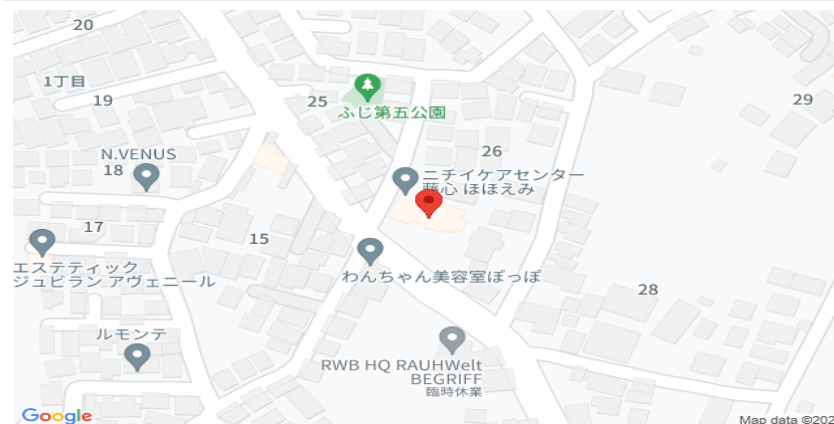 20
1丁目
19
25
ふじ第五公園
29
N.VENUS
18
26
ニチイケアセンター
藤心 ほほえみ
17
15
エステティック
ジュビラン アヴェニール
わんちゃん美容室ぽっぽ
28
ルモンテ
RWB HQ RAUHWelt
BEGRIFF
臨時休業
Google
Map data ©202